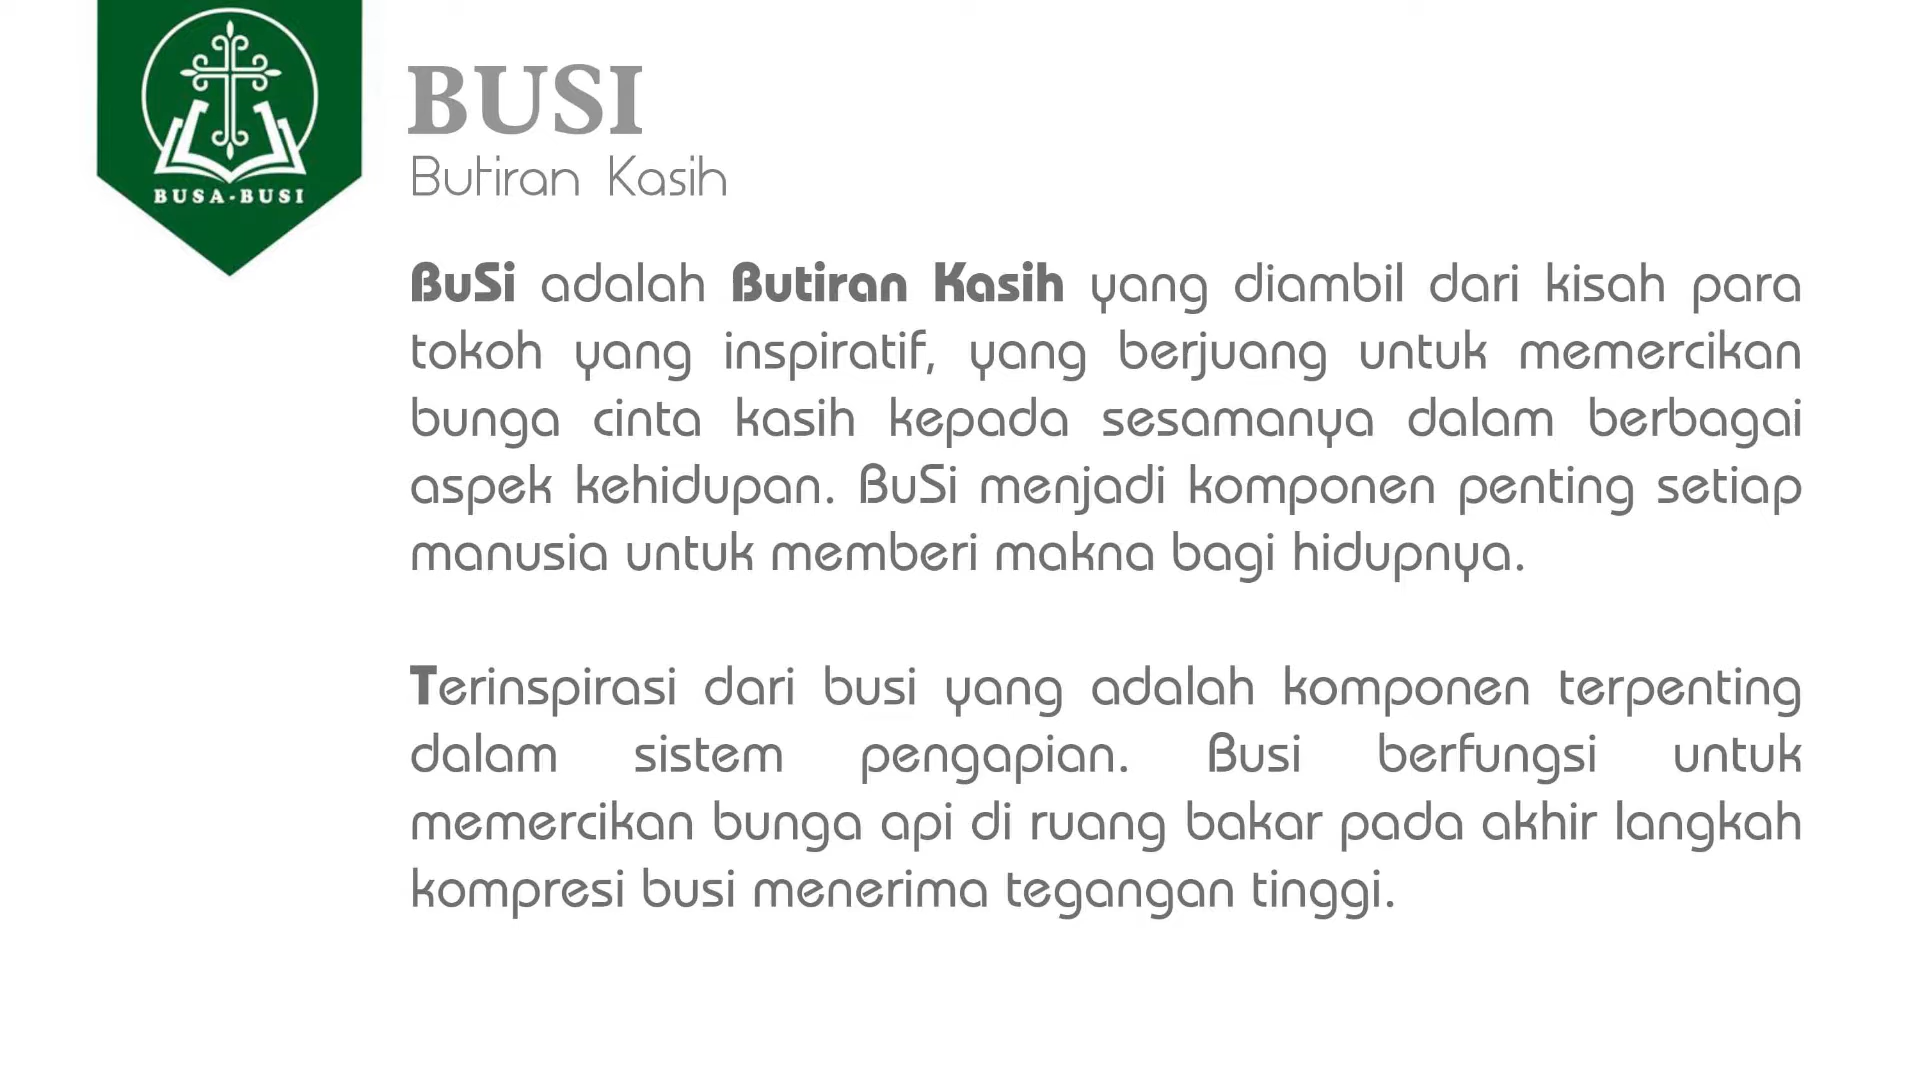 BUSA-BUSI
BUSI
Butiran Kasih
BuSi adalah Butiran Kasih yang diambil dari kisah para
tokoh yang inspiratif, yang berjuang untuk memercikan
bunga cinta kasih kepada sesamanya dalam berbagai
aspek kehidupan. BuSi menjadi komponen penting setiap
manusia untuk memberi makna bagi hidupnya.
Terinspirasi dari busi yang adalah komponen terpenting
dalam sistem pengapian. Busi berfungsi untuk
memercikan bunga api di ruang bakar pada akhir langkah
kompresi busi menerima tegangan tinggi.